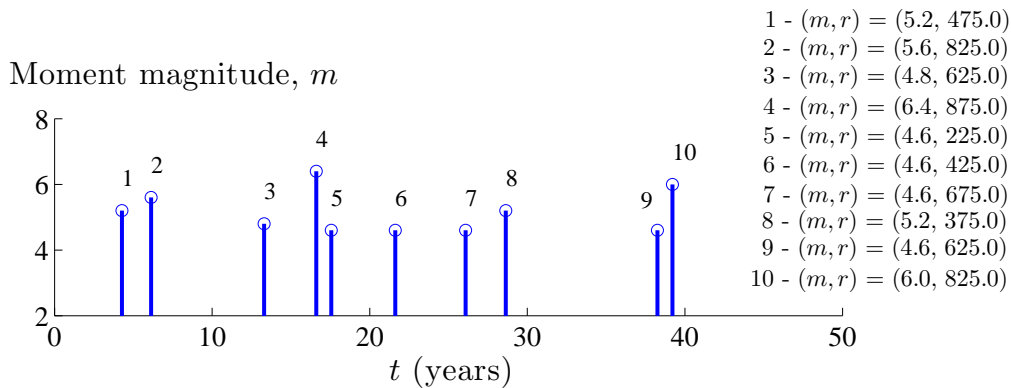 1 - (m, r) = (5.2, 475.0)
2 - (m, r) = (5.6, 825.0)
3 - (m, r) = (4.8, 625.0)
4 - (m, r) = (6.4, 875.0)
5 - (m, r) = (4.6, 225.0)
6 - (m, r) = (4.6, 425.0)
7 - (m, r) = (4.6, 675.0)
8 - (m, r) = (5.2, 375.0)
9 - (m, r) = (4.6, 625.0)
10 - (m, r) = (6.0, 825.0)
Moment magnitude, m
8
6
4
2
1 2 3 4 5 6 7 8 9 10
0 10 20 30 40 50
t (years)